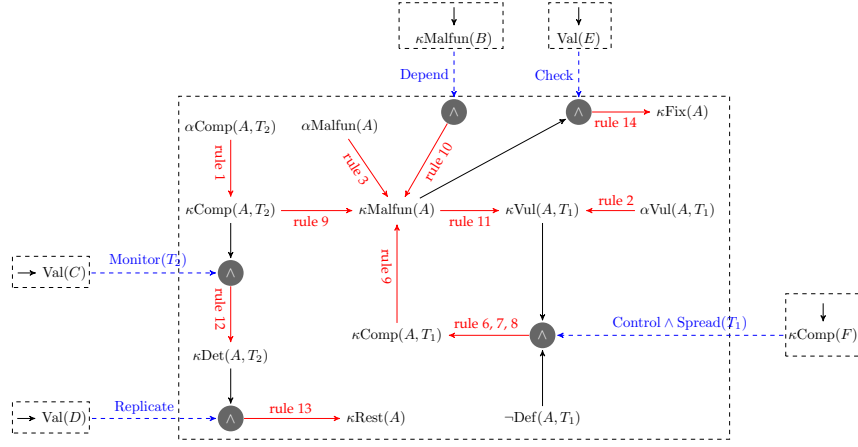 κMalfun(B)
Val(E)
Depend
Check
∧
∧
rule 14
κFix(A)
αComp(A, T₂)
αMalfun(A)
rule 1
rule 3
rule 10
κComp(A, T₂)
rule 9
κMalfun(A)
rule 11
κVul(A, T₁)
rule 2
αVul(A, T₁)
Val(C)
Monitor(T₂)
∧
rule 9
rule 12
κComp(A, T₁)
rule 6, 7, 8
∧
Control ∧ Spread(T₁)
κComp(F)
κDet(A, T₂)
Val(D)
Replicate
∧
rule 13
κRest(A)
¬Def(A, T₁)